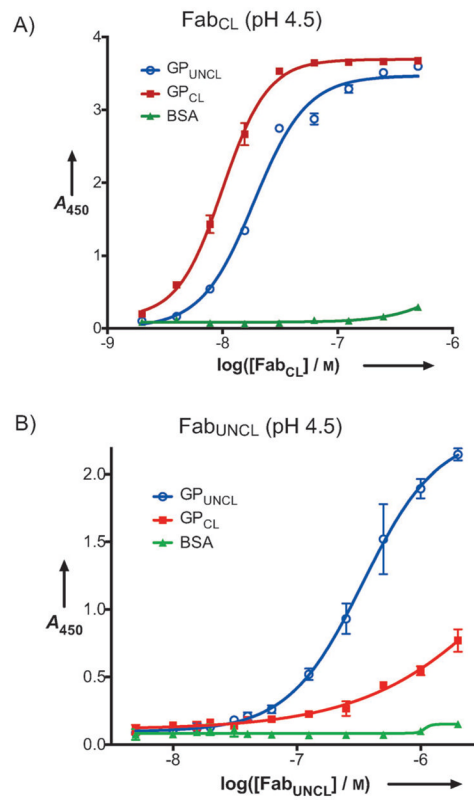 A)
Fab_CL (pH 4.5)
4
3
2
1
0
A_450
GP_UNCL
GP_CL
BSA
-9
-8
-7
-6
log([Fab_CL] / M)
B)
Fab_UNCL (pH 4.5)
2.0
1.5
1.0
0.5
0.0
A_450
GP_UNCL
GP_CL
BSA
-8
-7
-6
log([Fab_UNCL] / M)